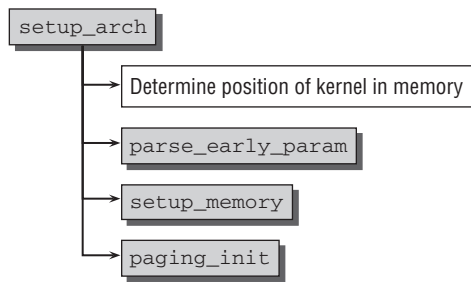 setup_arch
Determine position of kernel in memory
parse_early_param
setup_memory
paging_init